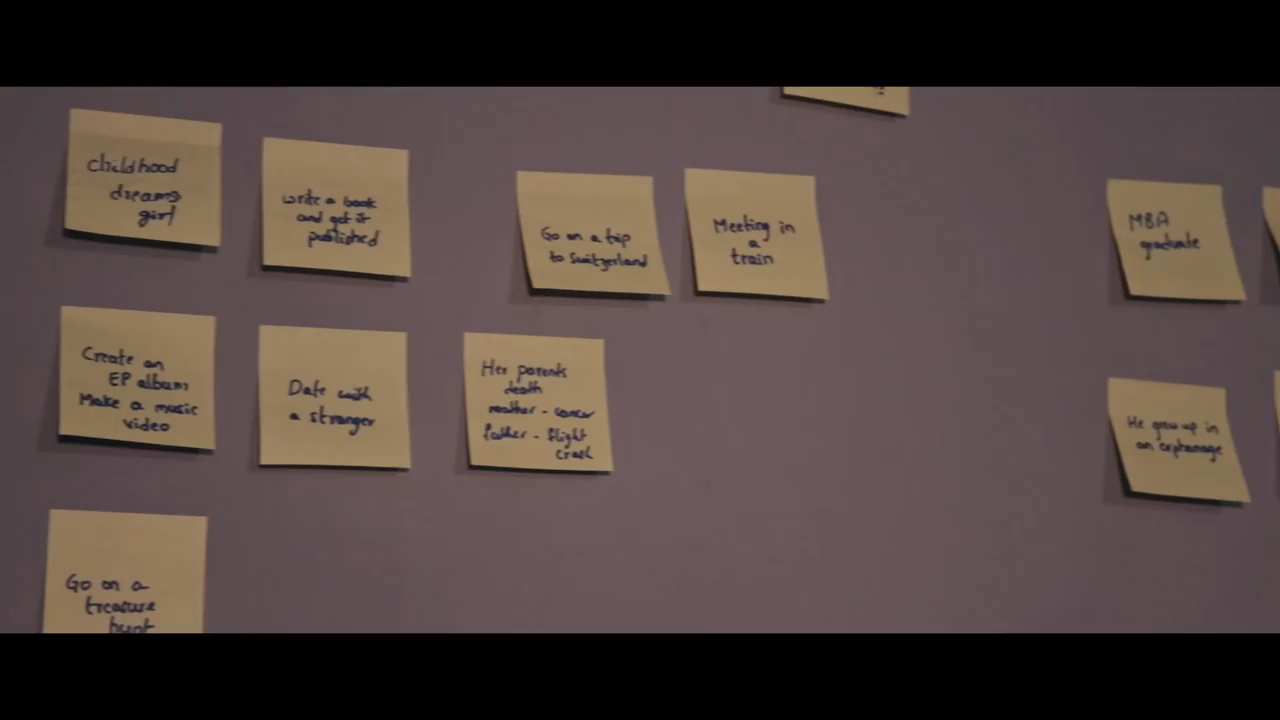 childhood
dreams
girl
write a book
and get it
published
Go on a trip
to Switzerland
Meeting in
a
train
MBA
graduate
Create an
EP album
Make a music
video
Date with
a stranger
Her parents
death
mother - cancer
father - flight
crash
He grew up in
an orphanage
Go on a
treasure
hunt